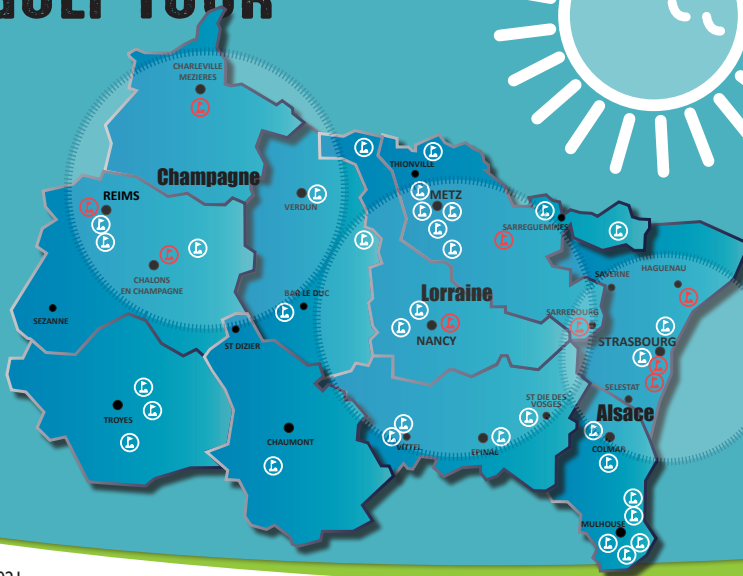 GOLF TOUR
CHARLEVILLE
MEZIERES
Champagne
THIONVILLE
REIMS
VERDUN
METZ
SARREGUEMINES
CHALONS
EN CHAMPAGNE
HAGUENAU
SAVERNE
BAR LE DUC
Lorraine
SEZANNE
SARREBOURG
ST DIZIER
NANCY
STRASBOURG
SELESTAT
ST DIE DES
VOSGES
TROYES
Alsace
CHAUMONT
VITTEL
EPINAL
COLMAR
MULHOUSE